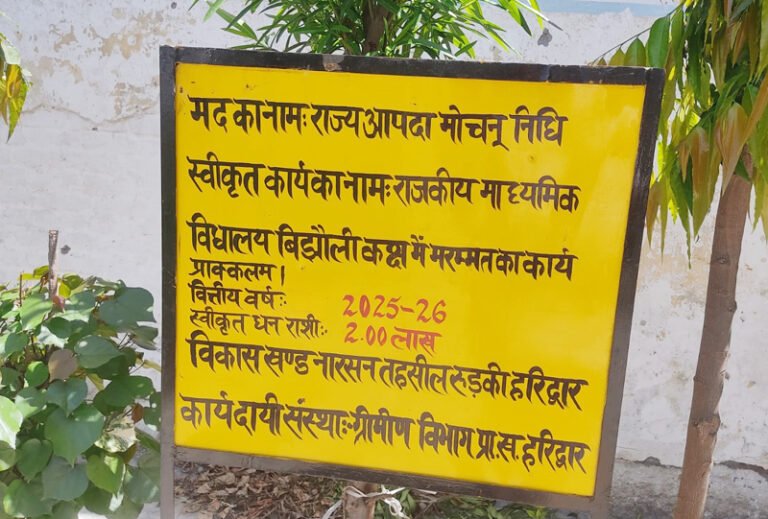 मद का नामः राज्य आपदा मोचन् निधि
स्वीकृत कार्य का नामः राजकीय माध्यमिक
विधालय बिझौली कक्ष में मरम्मत का कार्य
प्राक्कलम।
वित्तीय वर्षः 2025-26
स्वीकृत धन राशीः 2.00 लाख
विकास खण्ड नारसन तहसील रुड़की हरिद्वार
कार्यदायी संस्थाः-ग्रीमीण विभाग प्रा.ख. हरिद्वार